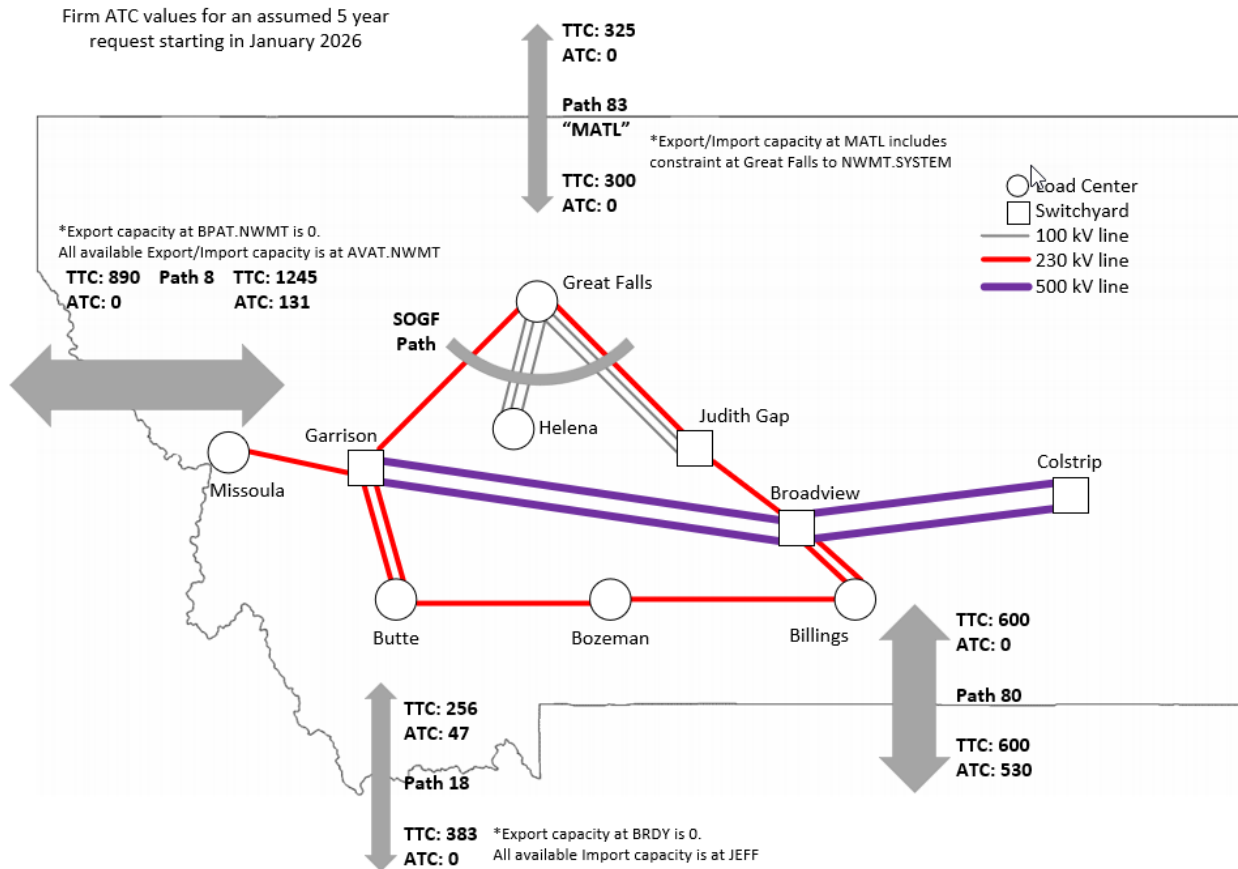 Firm ATC values for an assumed 5 year
request starting in January 2026
TTC: 325
ATC: 0
Path 83
“MATL”
*Export/Import capacity at MATL includes
constraint at Great Falls to NWMT.SYSTEM
TTC: 300
ATC: 0
Load Center
Switchyard
100 kV line
230 kV line
500 kV line
*Export capacity at BPAT.NWMT is 0.
All available Export/Import capacity is at AVAT.NWMT
TTC: 890 Path 8 TTC: 1245
ATC: 0 ATC: 131
Great Falls
SOGF
Path
Helena
Judith Gap
Garrison
Missoula
Broadview
Colstrip
Butte
Bozeman
Billings
TTC: 600
ATC: 0
Path 80
TTC: 600
ATC: 530
TTC: 256
ATC: 47
Path 18
TTC: 383
ATC: 0
*Export capacity at BRDY is 0.
All available Import capacity is at JEFF